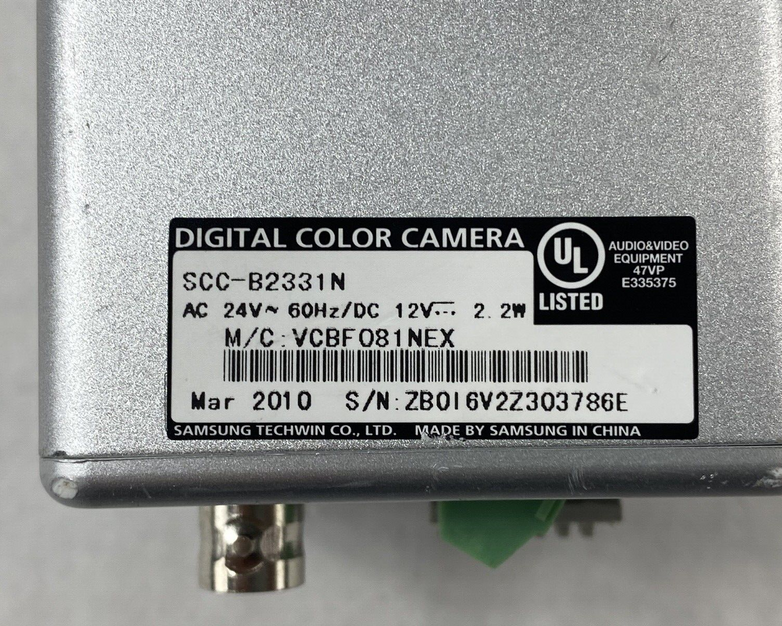 DIGITAL COLOR CAMERA
UL
LISTED
AUDIO&VIDEO
EQUIPMENT
47VP
E335375
SCC-B2331N
AC 24V~ 60Hz/DC 12V⎓ 2.2W
M/C:VCBF081NEX
Mar 2010 S/N:ZB0I6V2Z303786E
SAMSUNG TECHWIN CO., LTD. MADE BY SAMSUNG IN CHINA